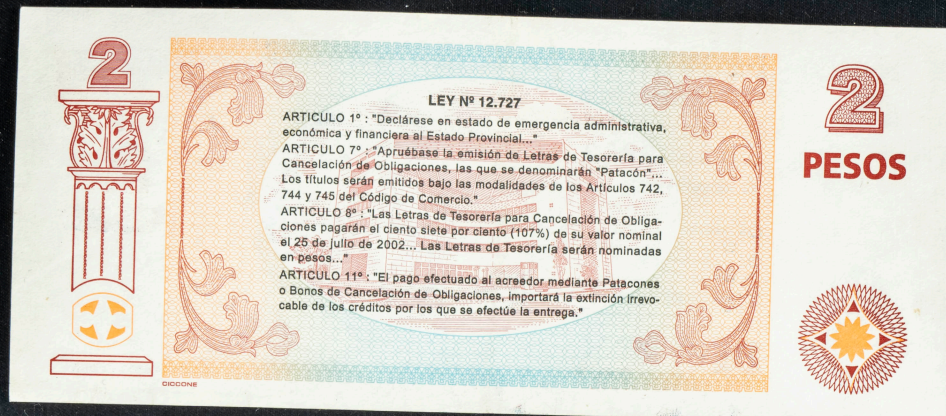 2
2
PESOS
LEY Nº 12.727
ARTICULO 1º : "Declárese en estado de emergencia administrativa,
económica y financiera al Estado Provincial..."
ARTICULO 7º : "Apruébase la emisión de Letras de Tesorería para
Cancelación de Obligaciones, las que se denominarán "Patacón"...
Los títulos serán emitidos bajo las modalidades de los Artículos 742,
744 y 745 del Código de Comercio."
ARTICULO 8º : "Las Letras de Tesorería para Cancelación de Obliga-
ciones pagarán el ciento siete por ciento (107%) de su valor nominal
el 25 de julio de 2002... Las Letras de Tesorería serán nominadas
en pesos..."
ARTICULO 11º : "El pago efectuado al acreedor mediante Patacones
o Bonos de Cancelación de Obligaciones, importará la extinción irrevo-
cable de los créditos por los que se efectúe la entrega."
CICCONE